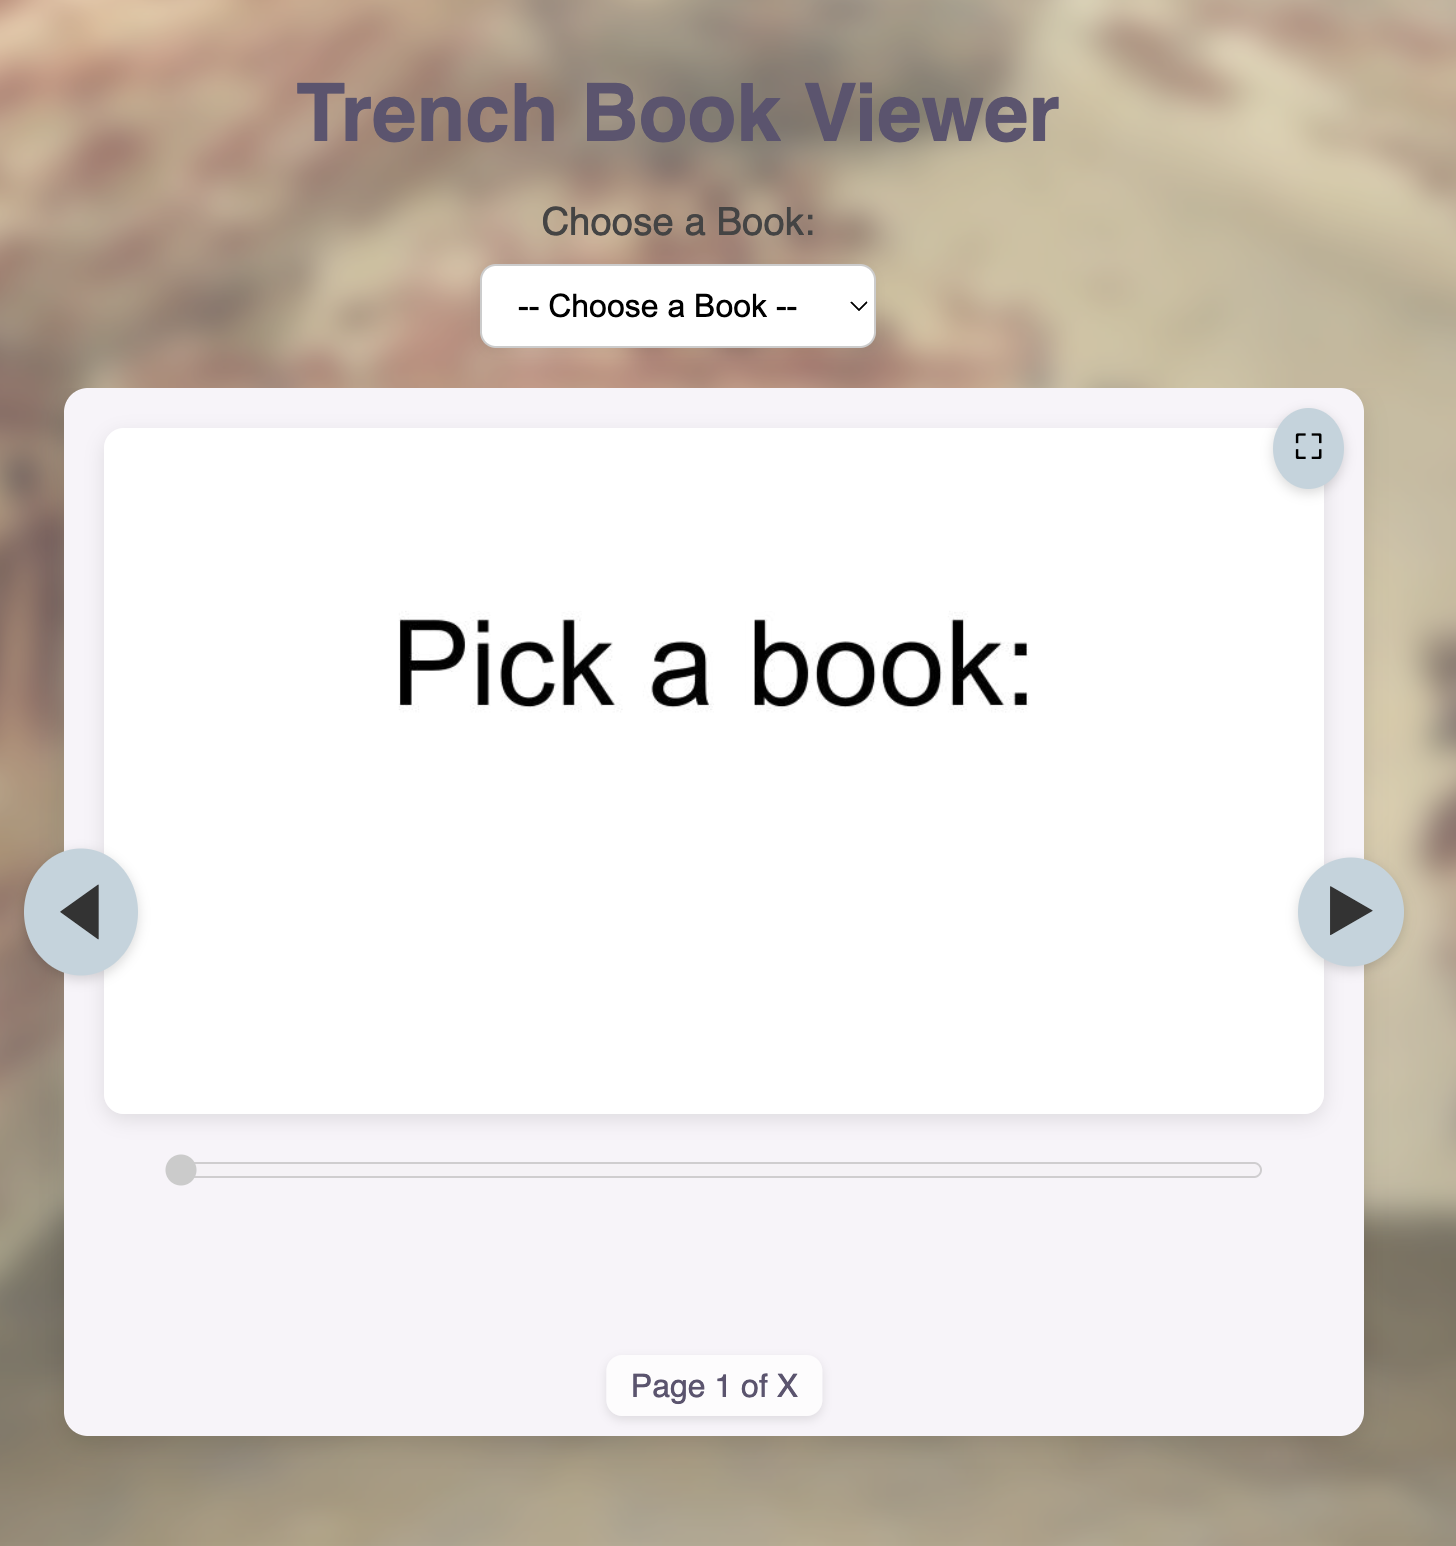 Trench Book Viewer
Choose a Book:
-- Choose a Book --
Pick a book:
Page 1 of X